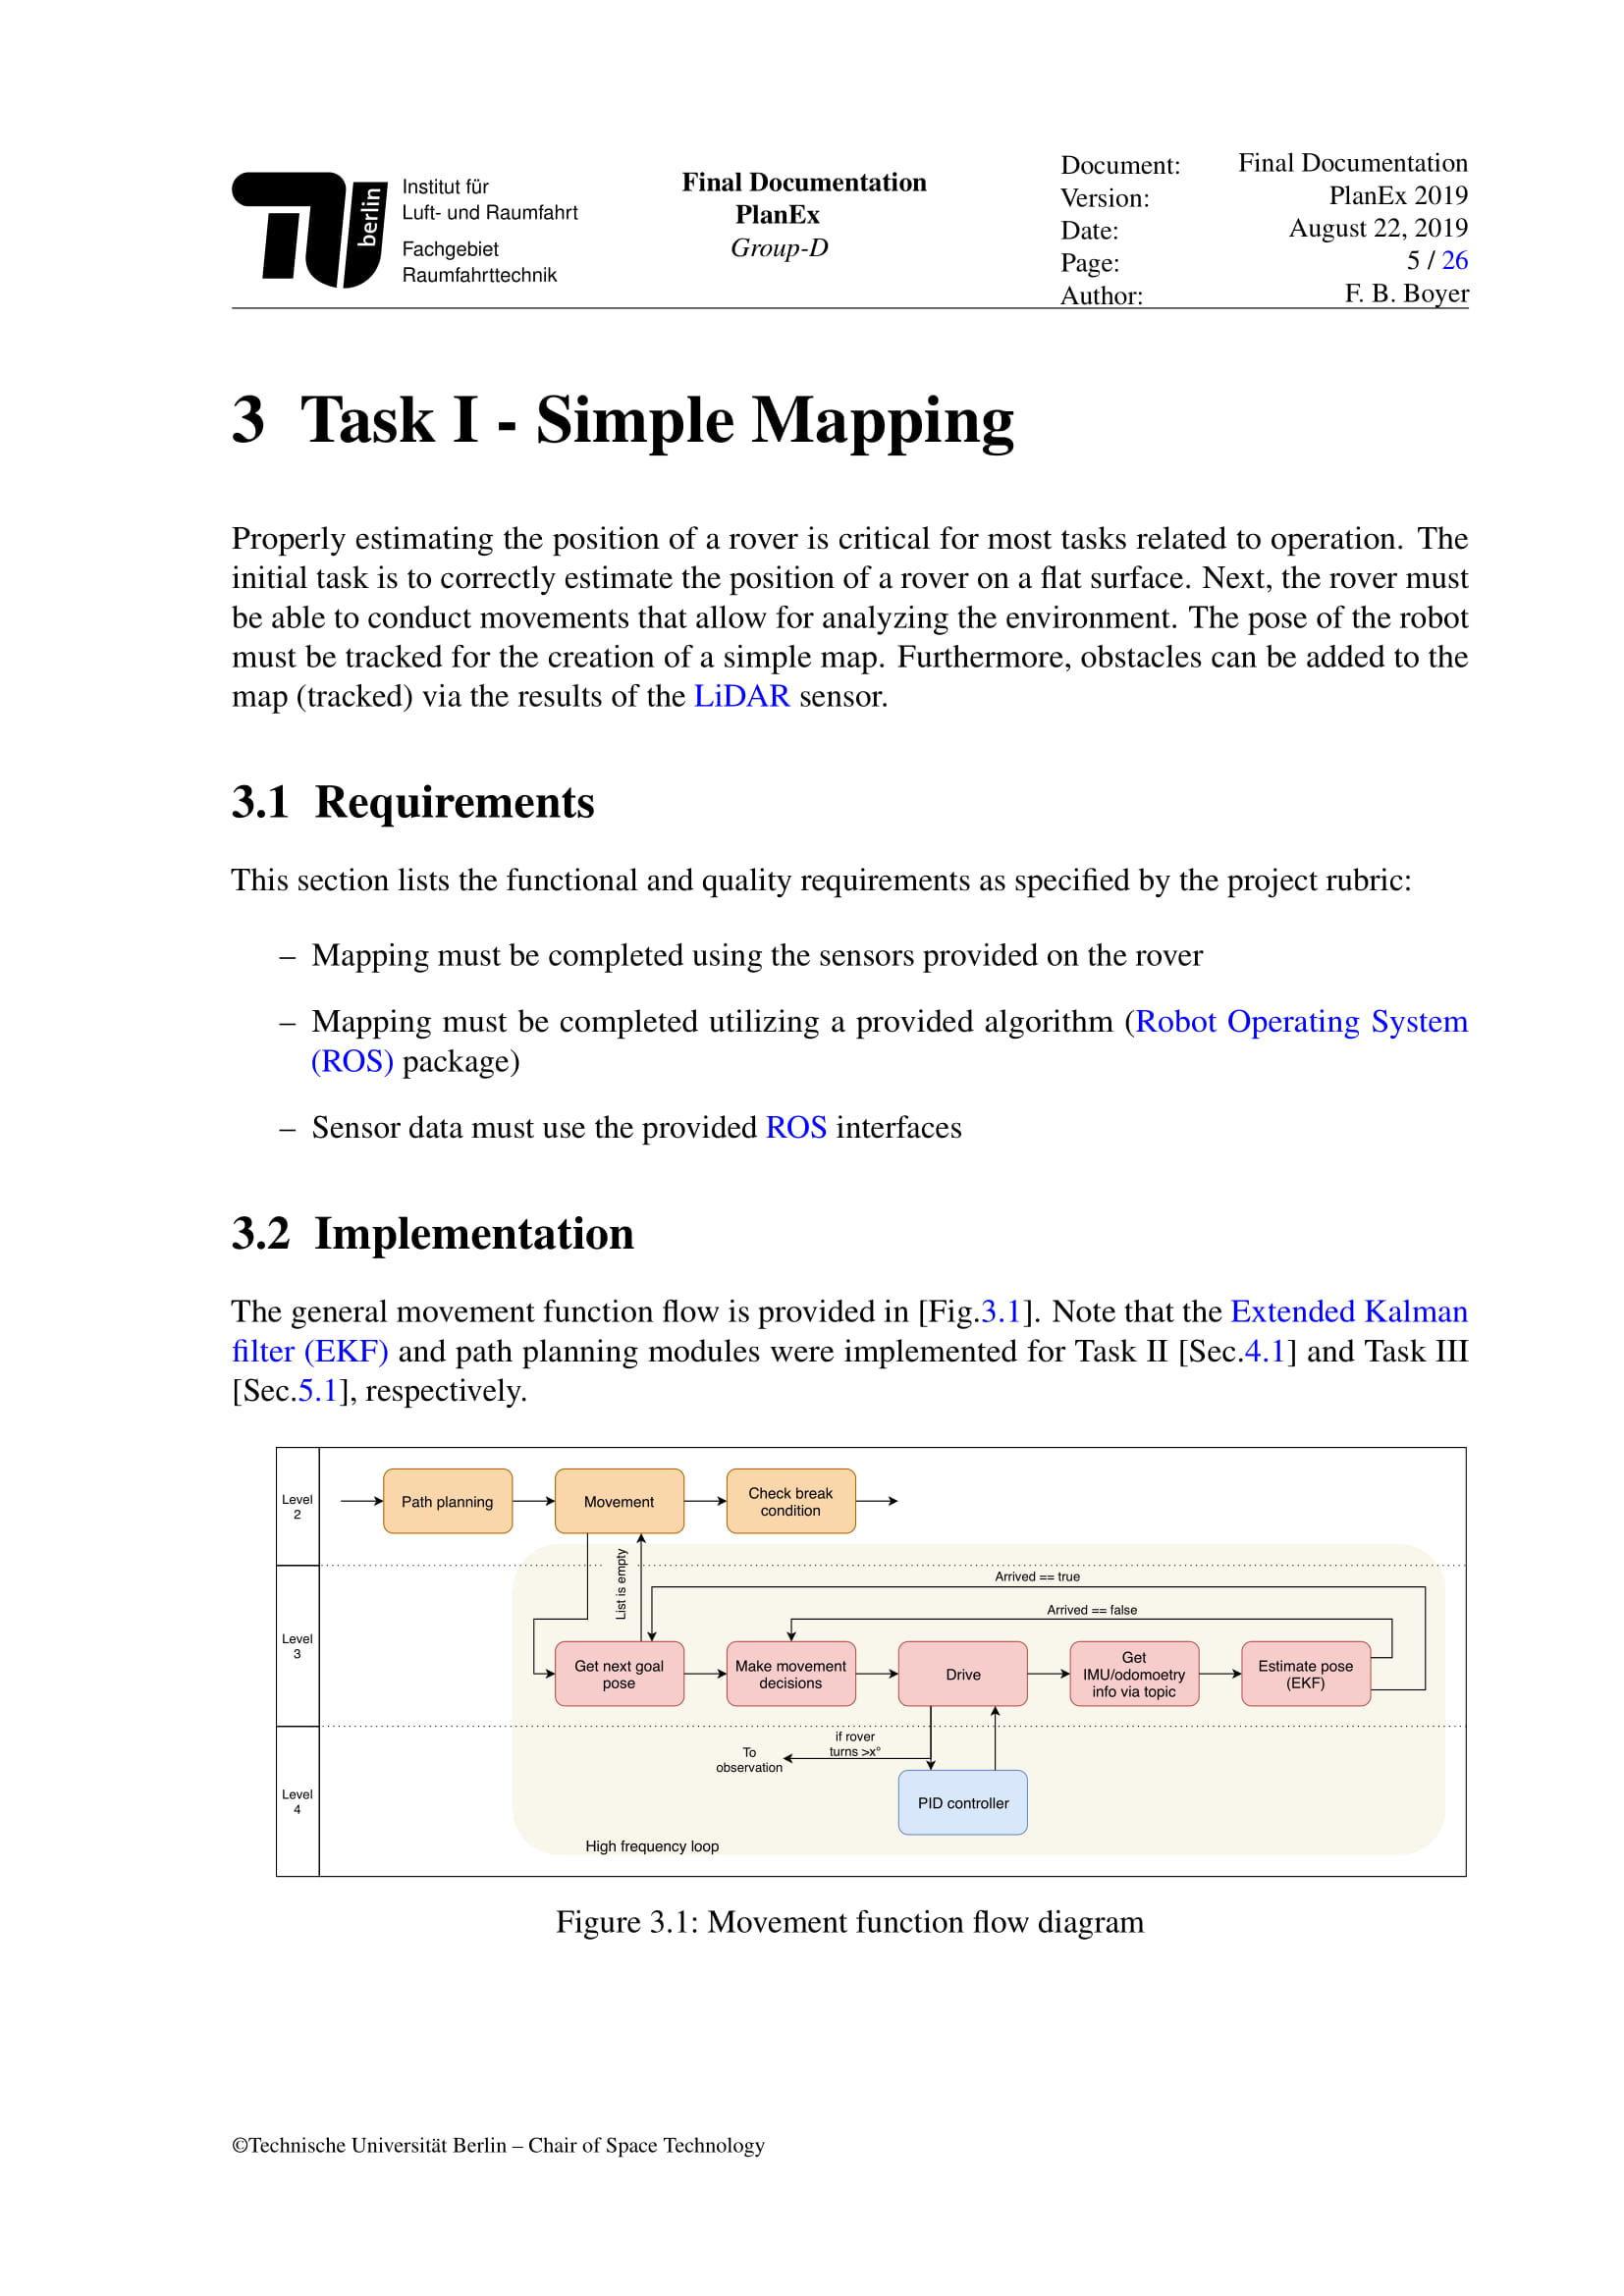 berlin
Institut für
Luft- und Raumfahrt
Fachgebiet
Raumfahrttechnik
Final Documentation
PlanEx
Group-D
Document: Final Documentation
Version: PlanEx 2019
Date: August 22, 2019
Page: 5 / 26
Author: F. B. Boyer
3 Task I - Simple Mapping
Properly estimating the position of a rover is critical for most tasks related to operation. The
initial task is to correctly estimate the position of a rover on a flat surface. Next, the rover must
be able to conduct movements that allow for analyzing the environment. The pose of the robot
must be tracked for the creation of a simple map. Furthermore, obstacles can be added to the
map (tracked) via the results of the LiDAR sensor.
3.1 Requirements
This section lists the functional and quality requirements as specified by the project rubric:
– Mapping must be completed using the sensors provided on the rover
– Mapping must be completed utilizing a provided algorithm (Robot Operating System
(ROS) package)
– Sensor data must use the provided ROS interfaces
3.2 Implementation
The general movement function flow is provided in [Fig.3.1]. Note that the Extended Kalman
filter (EKF) and path planning modules were implemented for Task II [Sec.4.1] and Task III
[Sec.5.1], respectively.
Level
2
Path planning
Movement
Check break
condition
List is empty
Arrived == true
Arrived == false
Level
3
Get next goal
pose
Make movement
decisions
Drive
Get
IMU/odomoetry
info via topic
Estimate pose
(EKF)
if rover
turns >x°
To
observation
Level
4
PID controller
High frequency loop
Figure 3.1: Movement function flow diagram
©Technische Universität Berlin – Chair of Space Technology